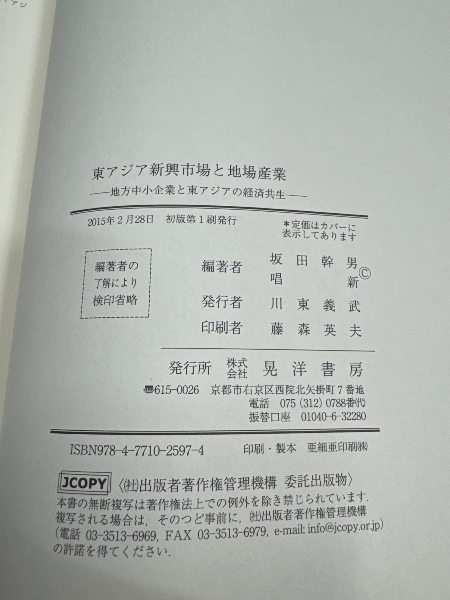 東アジア新興市場と地場産業
――地方中小企業と東アジアの経済共生――
2015年2月28日　初版第1刷発行
＊定価はカバーに
表示してあります
編著者の
了解により
検印省略
編著者　坂田幹男
唱　新 ©
発行者　川東義武
印刷者　藤森英夫
発行所　株式会社　晃洋書房
〠615-0026　京都市右京区西院北矢掛町7番地
電話　075(312)0788番代
振替口座　01040-6-32280
ISBN978-4-7710-2597-4　印刷・製本　亜細亜印刷㈱
JCOPY 〈㈳出版者著作権管理機構 委託出版物〉
本書の無断複写は著作権法上での例外を除き禁じられています.
複写される場合は，そのつど事前に，㈳出版者著作権管理機構
(電話 03-3513-6969, FAX 03-3513-6979, e-mail: info@jcopy.or.jp)
の許諾を得てください.